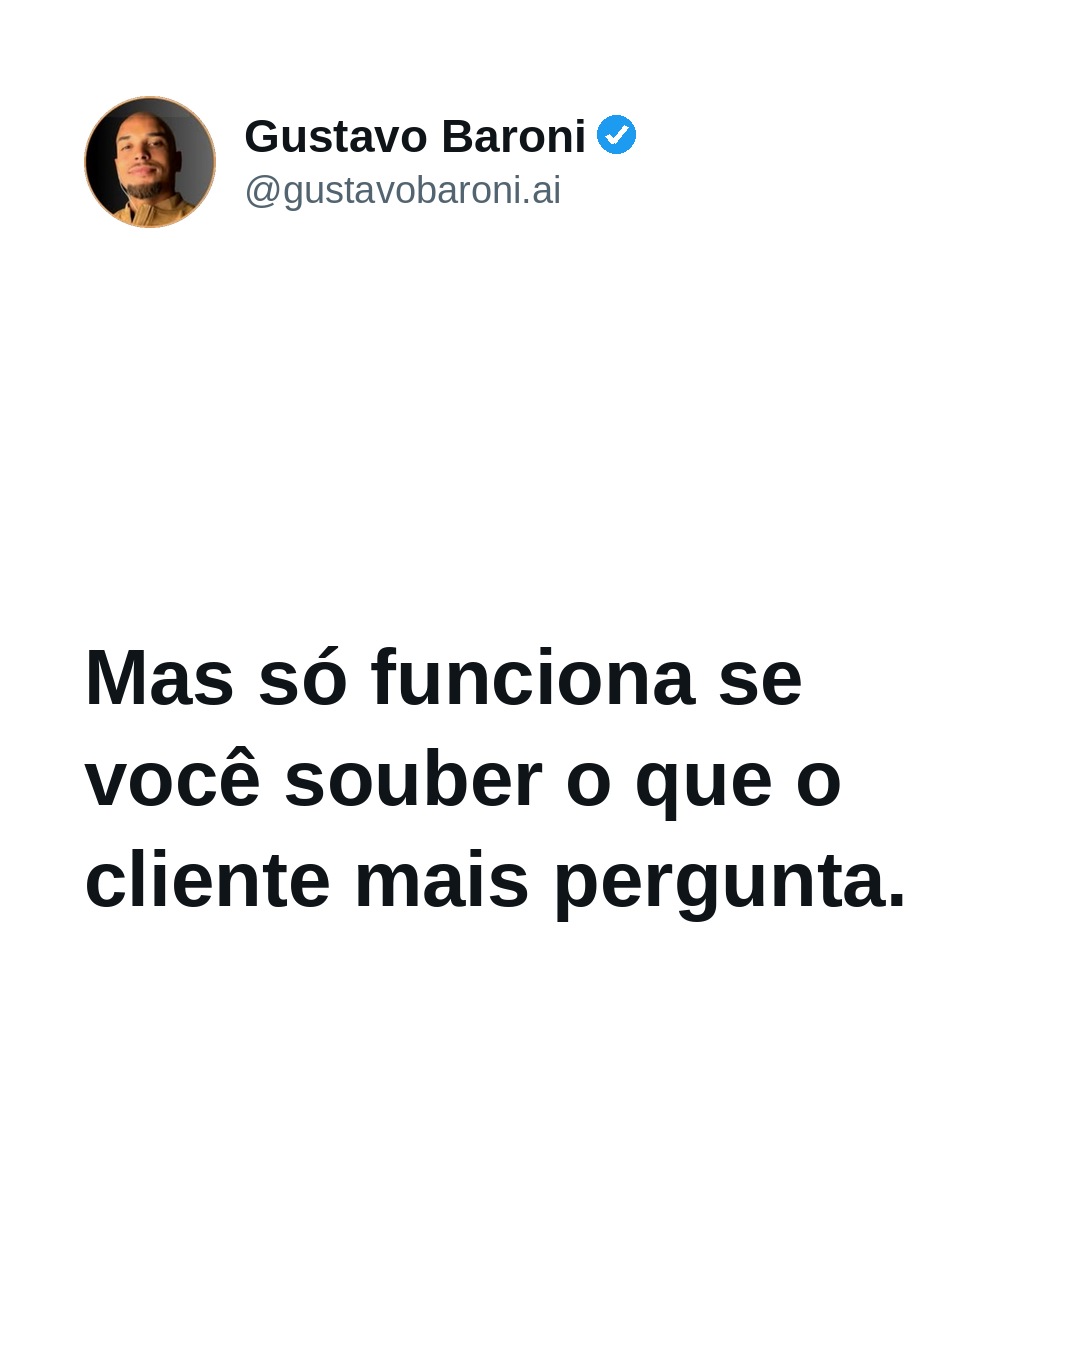 Gustavo Baroni
@gustavobaroni.ai
Mas só funciona se
você souber o que o
cliente mais pergunta.